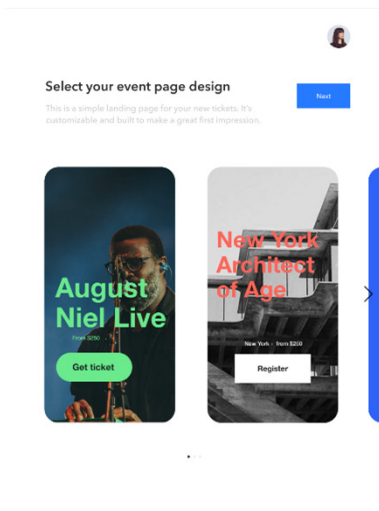 Select your event page design
This is a simple landing page for your new tickets. It's
customizable and built to make a great first impression.
Next
August
Niel Live
From $250
Get ticket
New York
Architect
of Age
New York - from $250
Register